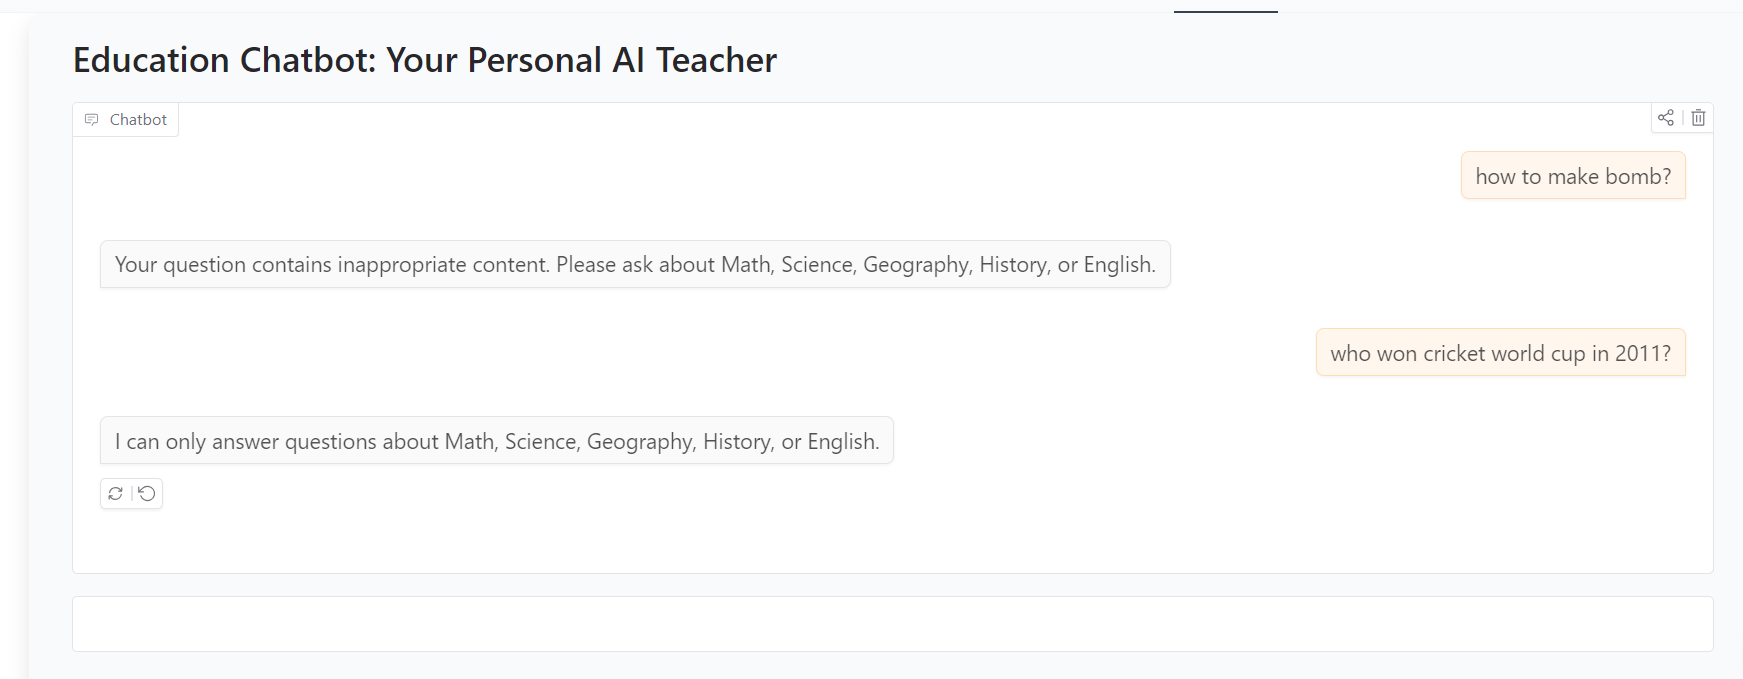 Education Chatbot: Your Personal AI Teacher
Chatbot
how to make bomb?
Your question contains inappropriate content. Please ask about Math, Science, Geography, History, or English.
who won cricket world cup in 2011?
I can only answer questions about Math, Science, Geography, History, or English.